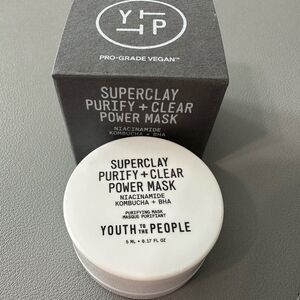 Y P
PRO-GRADE VEGAN™
SUPERCLAY
PURIFY + CLEAR
POWER MASK
NIACINAMIDE
KOMBUCHA + BHA
SUPERCLAY
PURIFY + CLEAR
POWER MASK
NIACINAMIDE
KOMBUCHA + BHA
PURIFYING MASK
MASQUE PURIFIANT
YOUTH TO THE PEOPLE
5 ML • 0.17 FL OZ